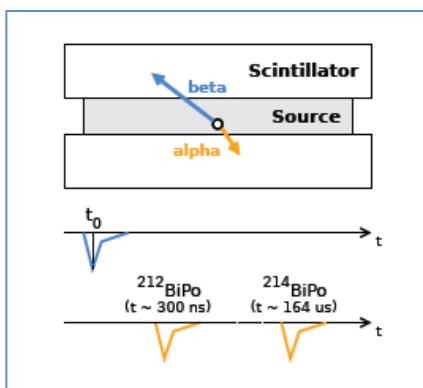 Scintillator
beta
Source
alpha
t₀
t
²¹²BiPo ²¹⁴BiPo
(t ~ 300 ns) (t ~ 164 us)
t